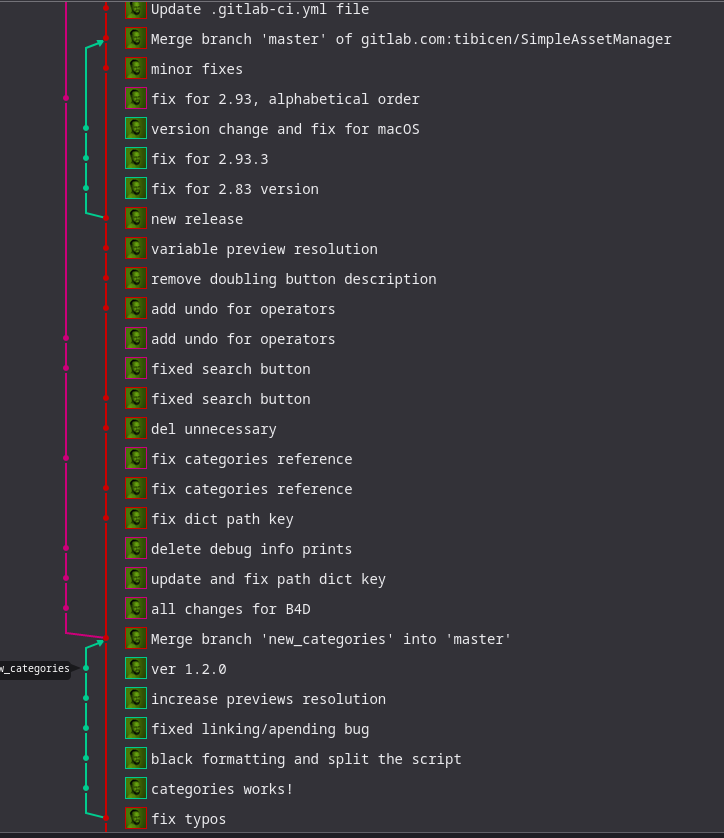 Update .gitlab-ci.yml file
Merge branch 'master' of gitlab.com:tibicen/SimpleAssetManager
minor fixes
fix for 2.93, alphabetical order
version change and fix for macOS
fix for 2.93.3
fix for 2.83 version
new release
variable preview resolution
remove doubling button description
add undo for operators
add undo for operators
fixed search button
fixed search button
del unnecessary
fix categories reference
fix categories reference
fix dict path key
delete debug info prints
update and fix path dict key
all changes for B4D
Merge branch 'new_categories' into 'master'
w_categories
ver 1.2.0
increase previews resolution
fixed linking/apending bug
black formatting and split the script
categories works!
fix typos